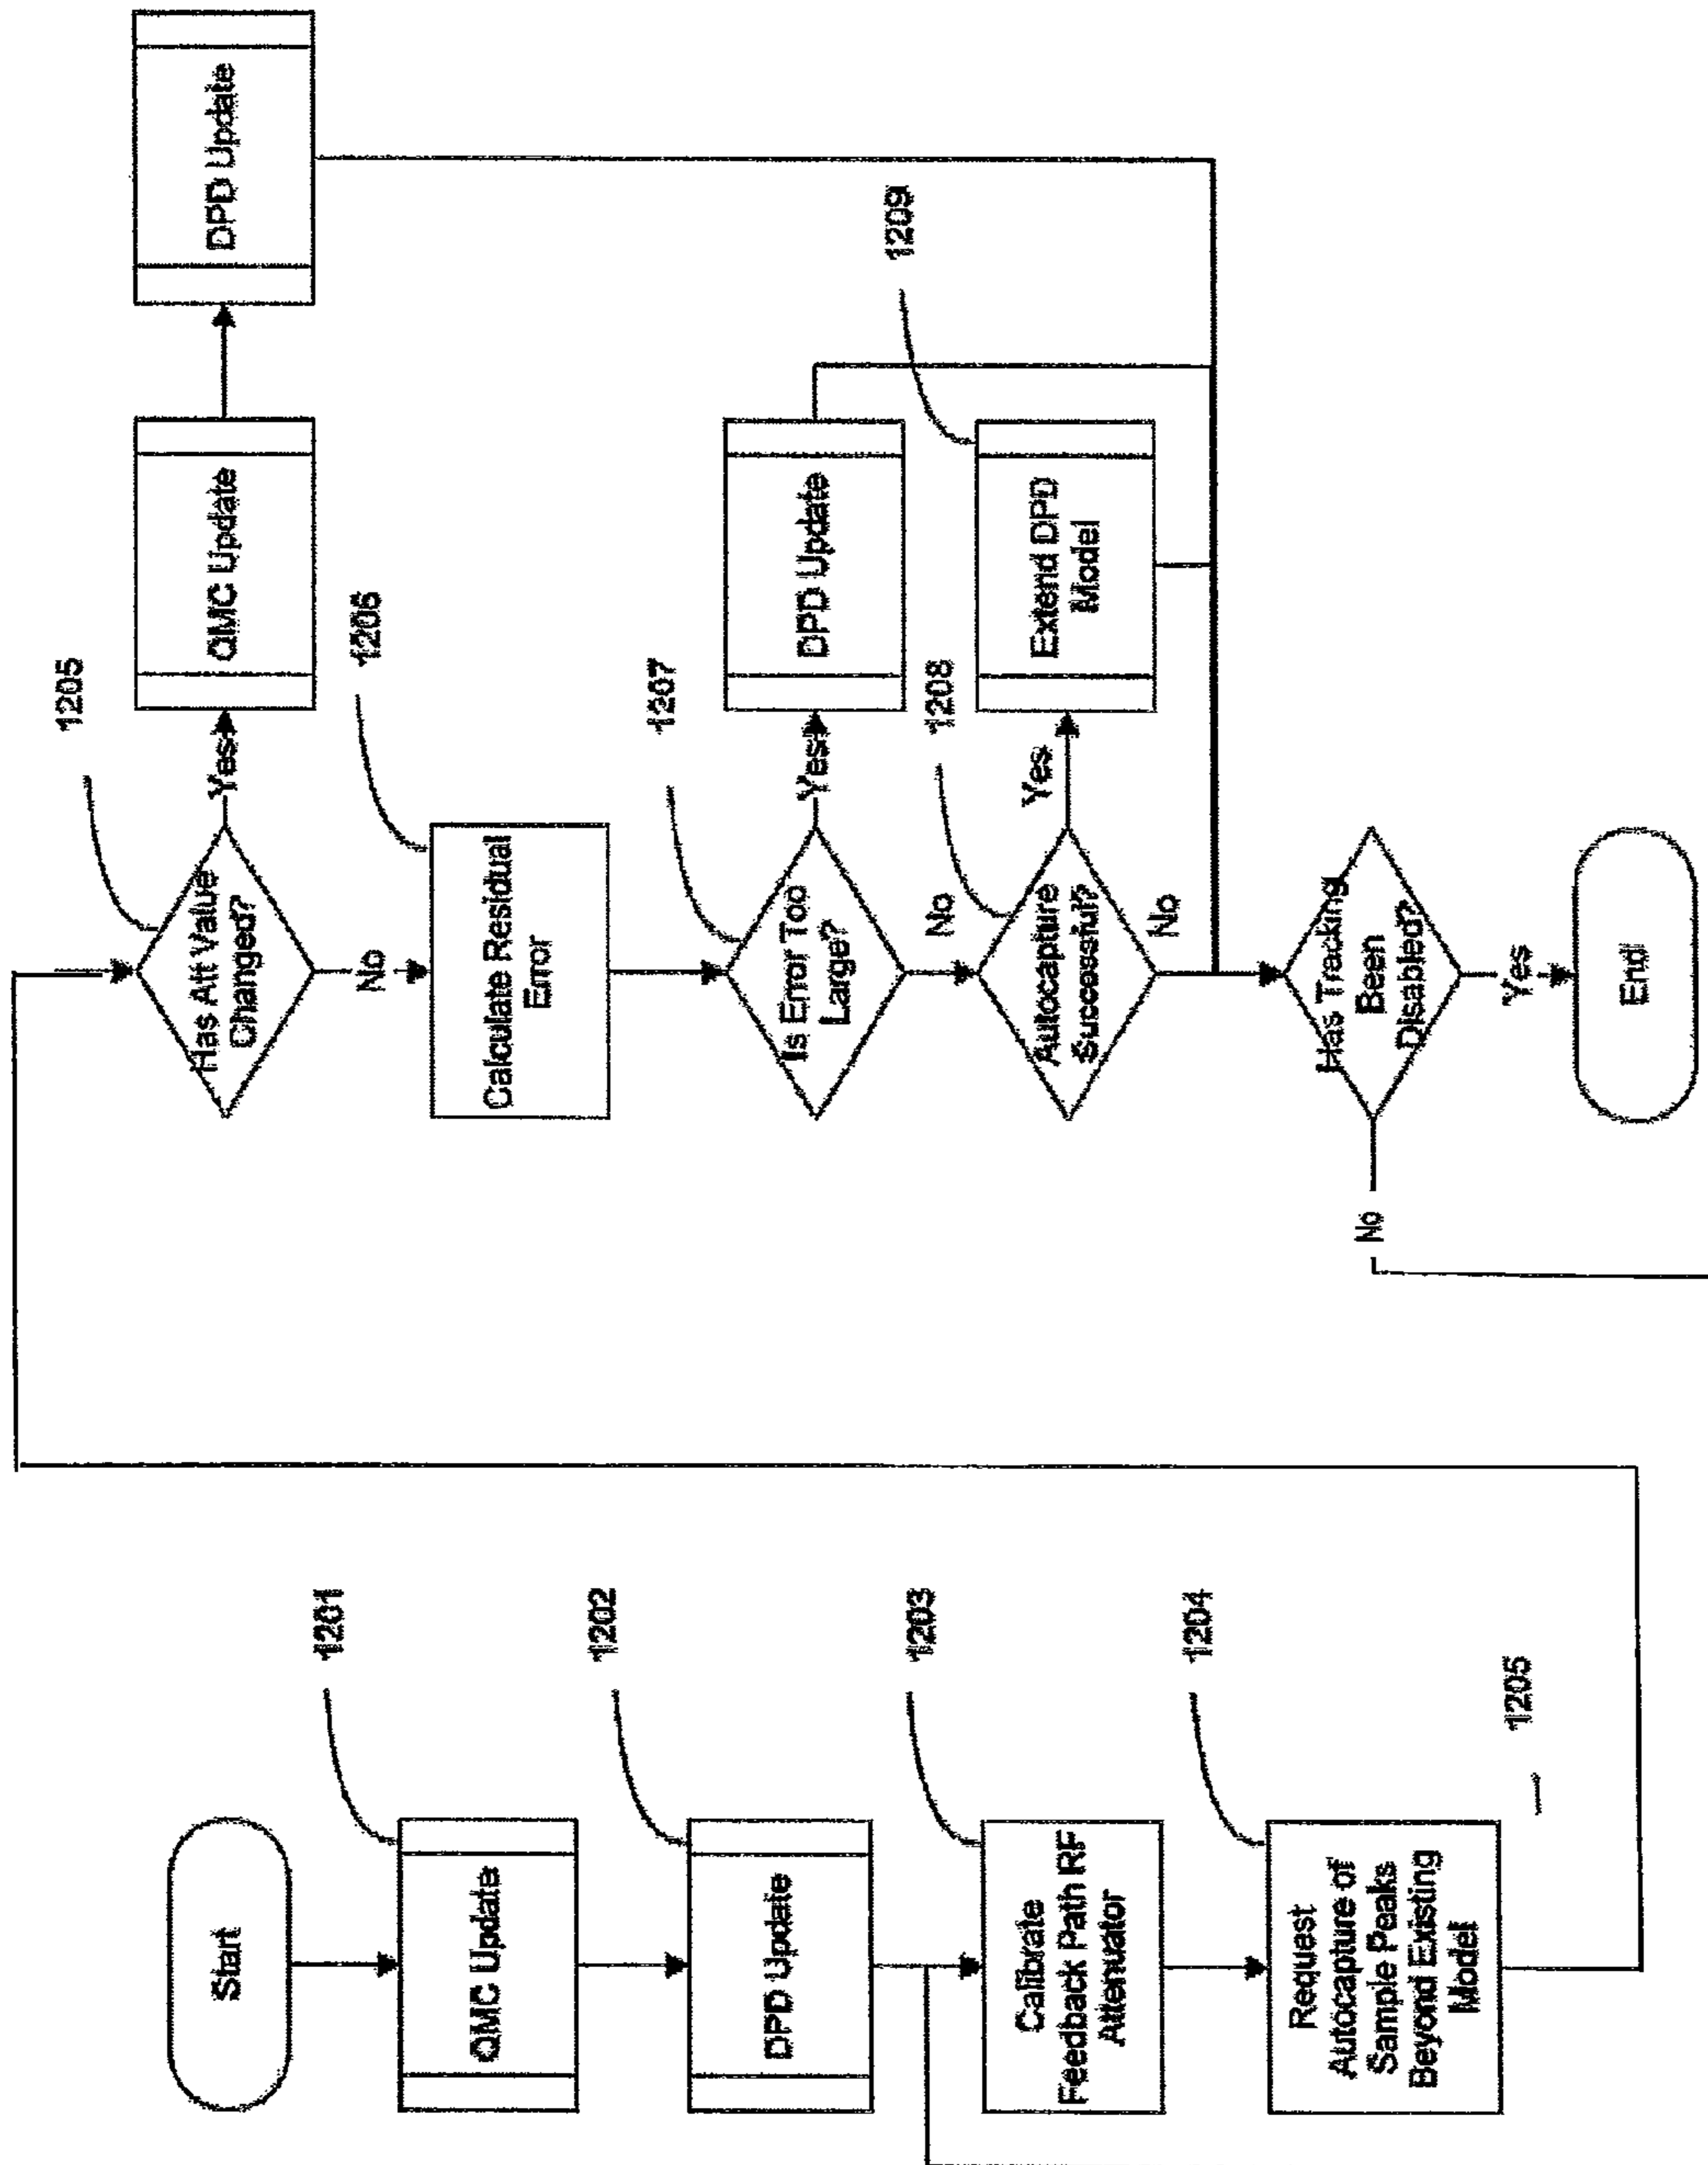 Start
1201
QMC Update
1202
DPD Update
1203
Calibrate
Feedback Path RF
Attenuator
1204
Request
Autocapture of
Sample Peaks
Beyond Existing
Model
1205
1205
Has Att Value
Changed?
Yes
QMC Update
DPD Update
No
1206
Calculate Residual
Error
1207
Is Error Too
Large?
Yes
DPD Update
No
1208
Autocapture
Successful?
Yes
1209
Extend DPD
Model
No
Has Tracking
Been
Disabled?
No
Yes
End